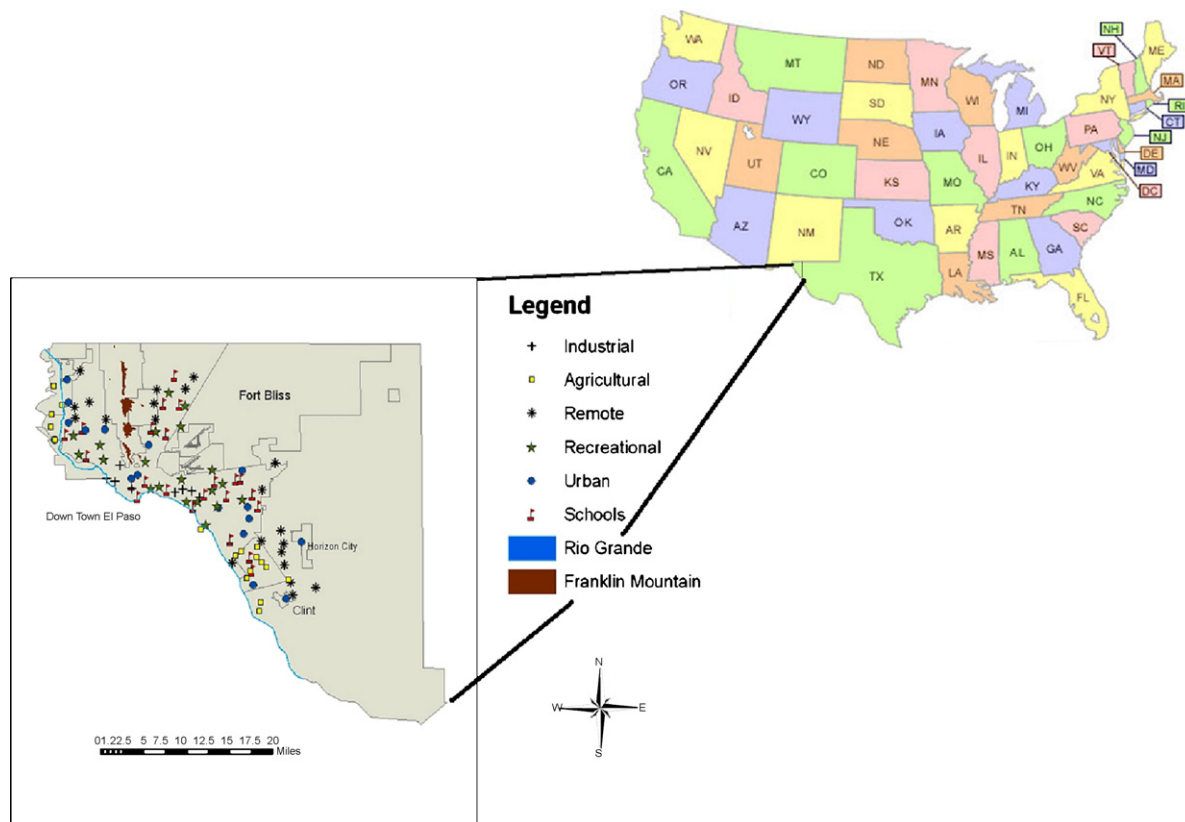 NH
VT
ME
WA
MT
ND
MN
MA
OR
ID
SD
WI
NY
RI
WY
MI
CT
IA
PA
NJ
NE
OH
NV
IL
IN
DE
UT
WV
MD
CA
CO
KS
MO
KY
VA
DC
TN
NC
AZ
OK
NM
AR
SC
MS
AL
GA
TX
LA
FL
Legend
Industrial
Agricultural
Remote
Recreational
Urban
Schools
Rio Grande
Franklin Mountain
Fort Bliss
Down Town El Paso
Horizon City
Clint
N
W E
S
01.22.5 5 7.5 10 12.5 15 17.5 20
Miles